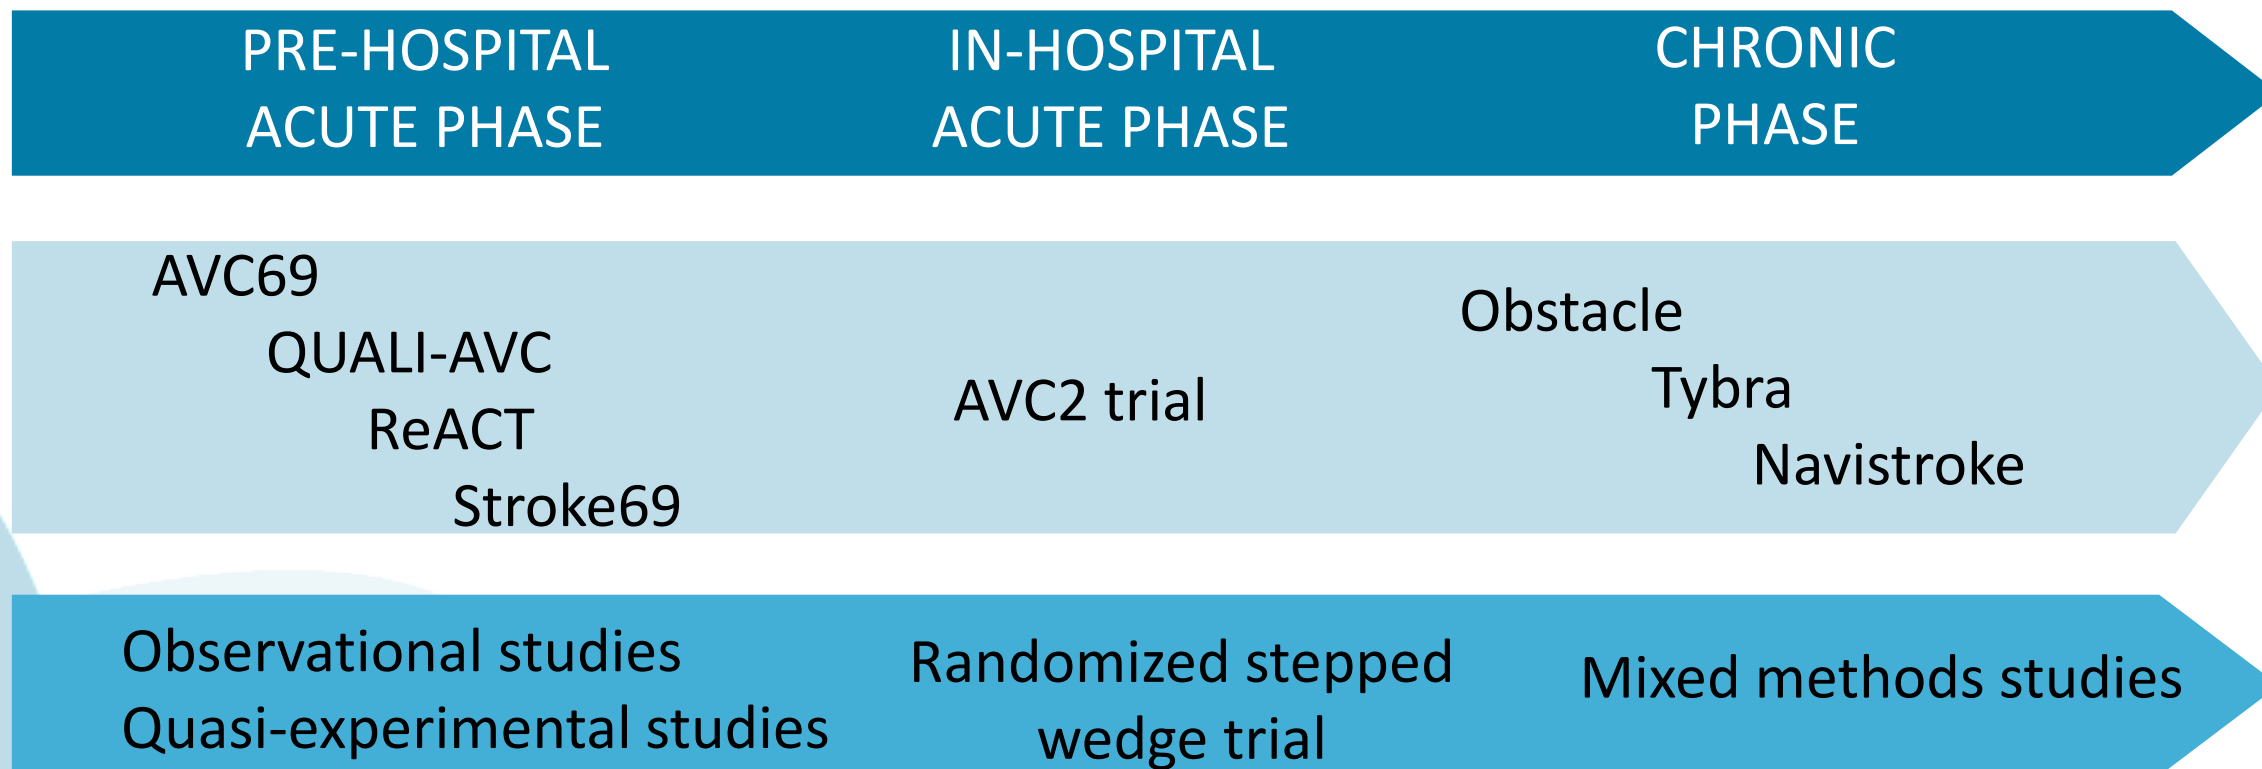 PRE-HOSPITAL
ACUTE PHASE
IN-HOSPITAL
ACUTE PHASE
CHRONIC
PHASE
AVC69
QUALI-AVC
ReACT
Stroke69
AVC2 trial
Obstacle
Tybra
Navistroke
Observational studies
Quasi-experimental studies
Randomized stepped
wedge trial
Mixed methods studies